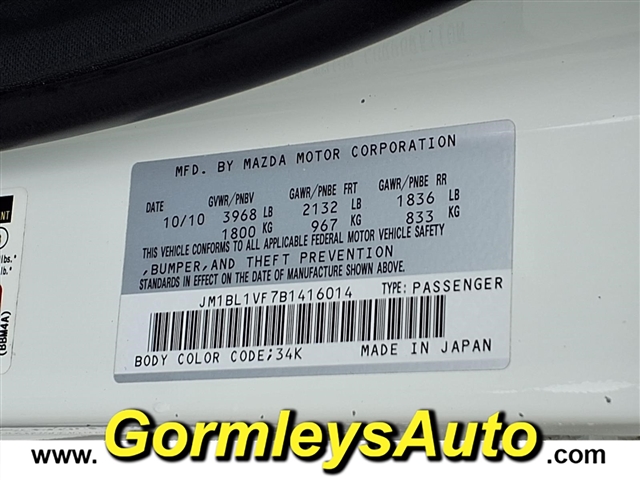 MFD. BY MAZDA MOTOR CORPORATION
DATE GVWR/PNBV GAWR/PNBE FRT GAWR/PNBE RR
10/10 3968 LB 2132 LB 1836 LB
1800 KG 967 KG 833 KG
THIS VEHICLE CONFORMS TO ALL APPLICABLE FEDERAL MOTOR VEHICLE SAFETY
,BUMPER,AND THEFT PREVENTION
STANDARDS IN EFFECT ON THE DATE OF MANUFACTURE SHOWN ABOVE.
JM1BL1VF7B1416014 TYPE: PASSENGER
BODY COLOR CODE;34K MADE IN JAPAN
(BBM4A)
www.GormleysAuto.com